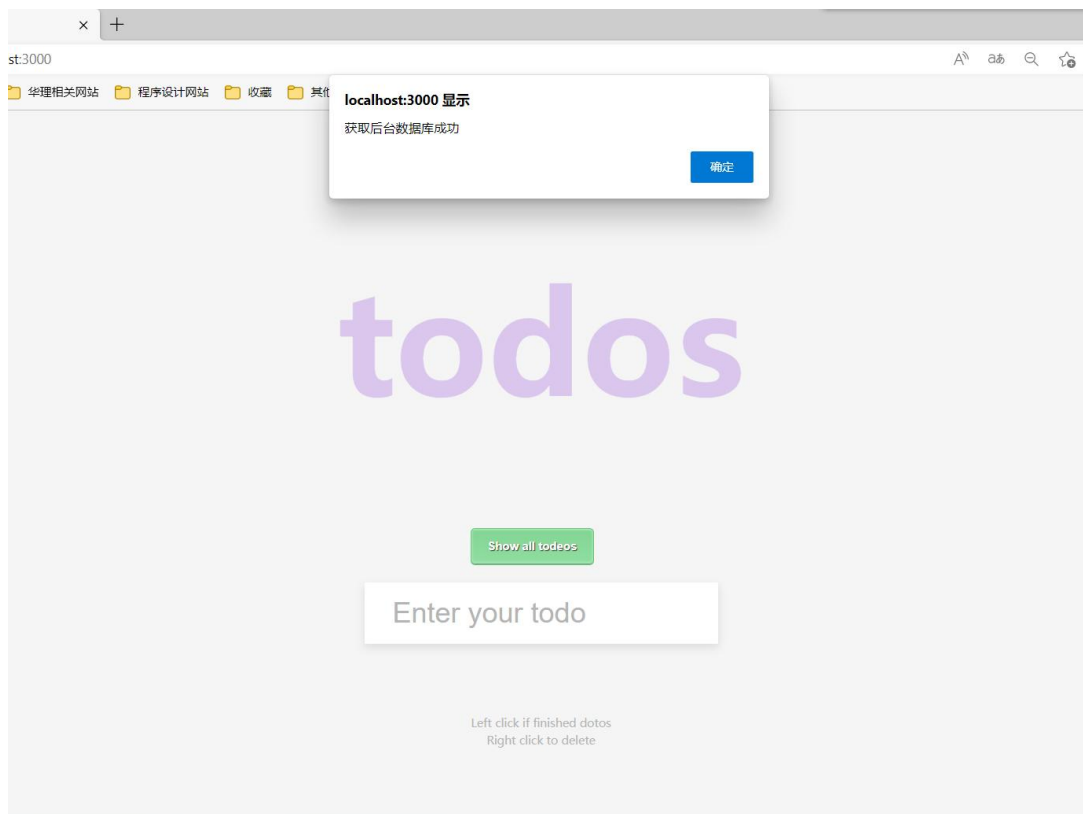 st:3000
华理相关网站 程序设计网站 收藏 其他
localhost:3000 显示
获取后台数据库成功
确定
todos
Show all todeos
Enter your todo
Left click if finished dotos
Right click to delete